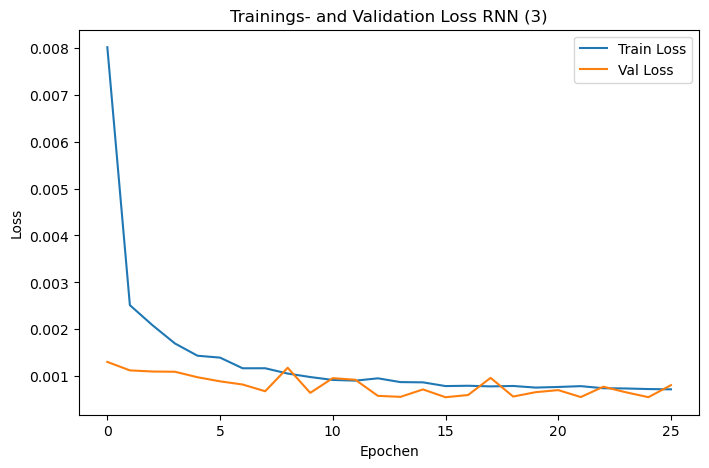 Trainings- and Validation Loss RNN (3)
Train Loss
Val Loss
0.008
0.007
0.006
0.005
0.004
0.003
0.002
0.001
Loss
0 5 10 15 20 25
Epochen